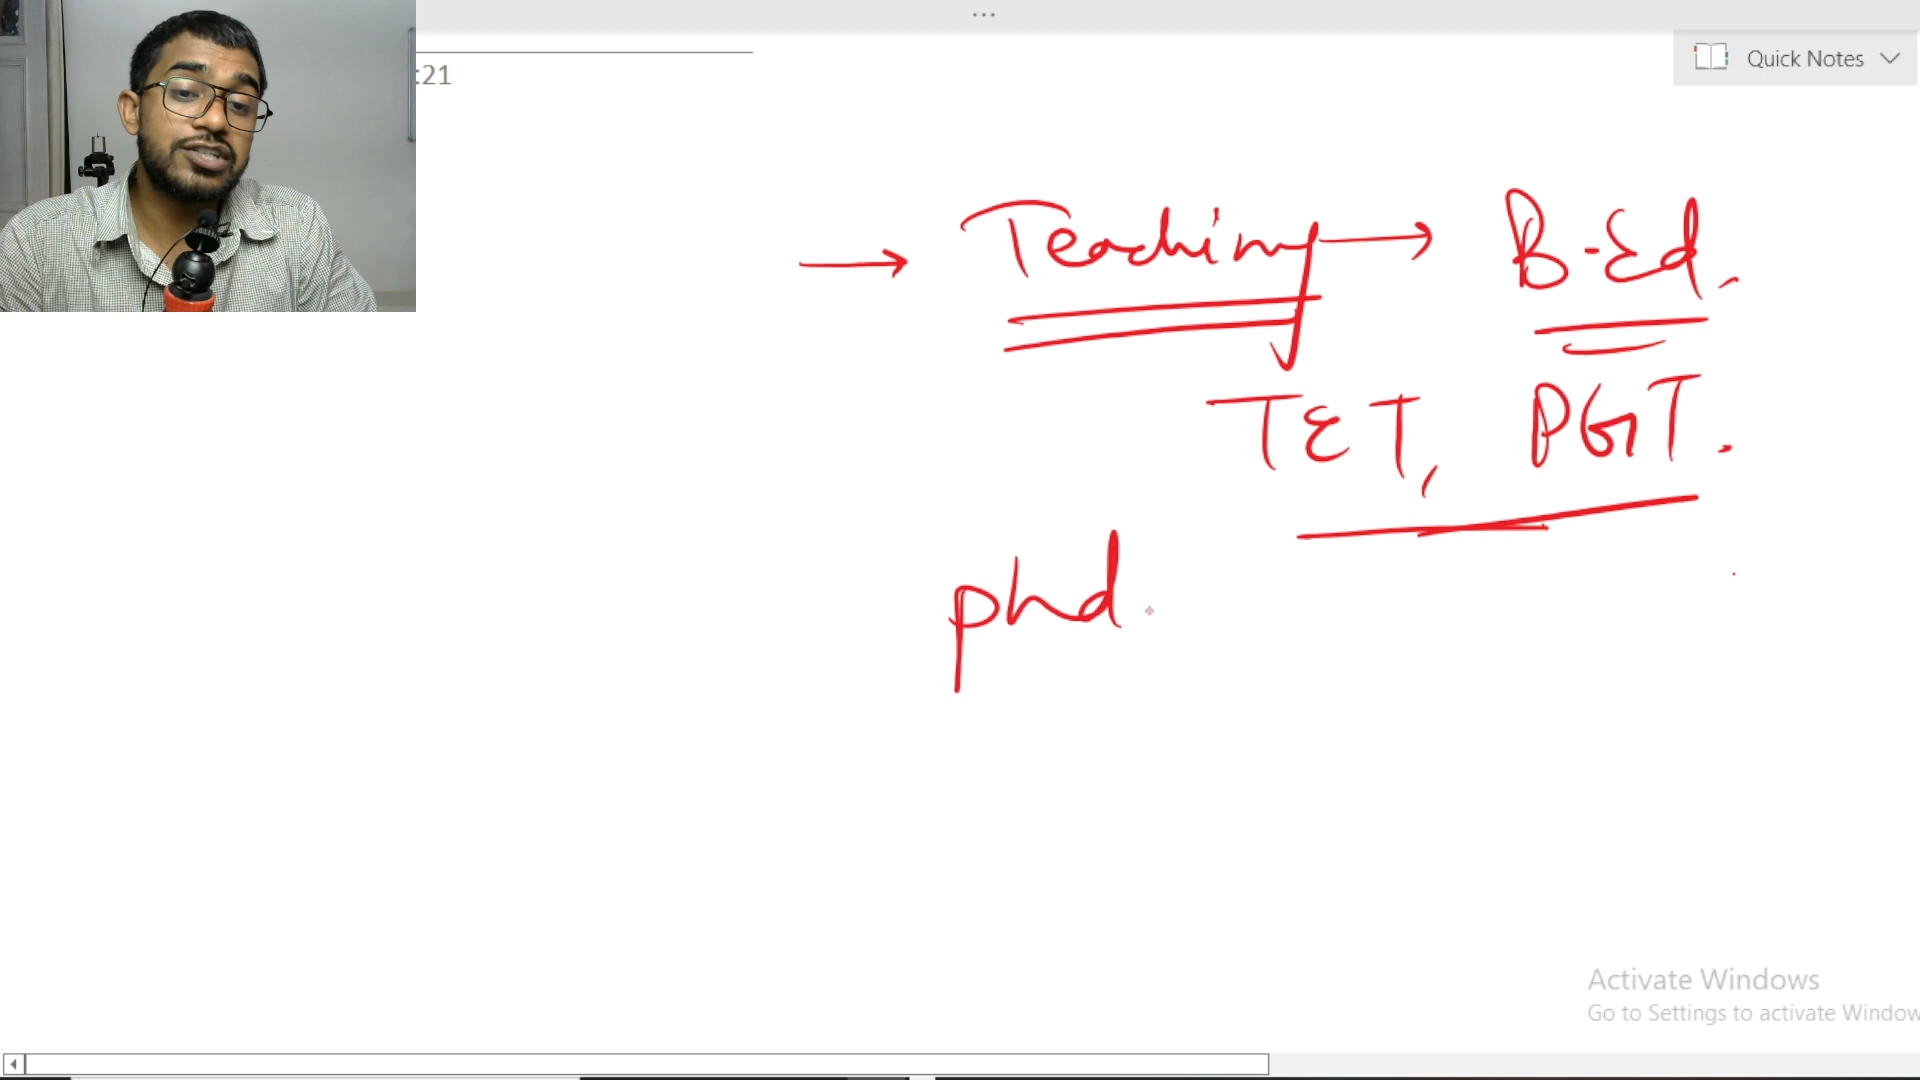 ...
Quick Notes
:21
→ Teaching → B-Ed.
TET, PGT.
phd.
Activate Windows
Go to Settings to activate Window